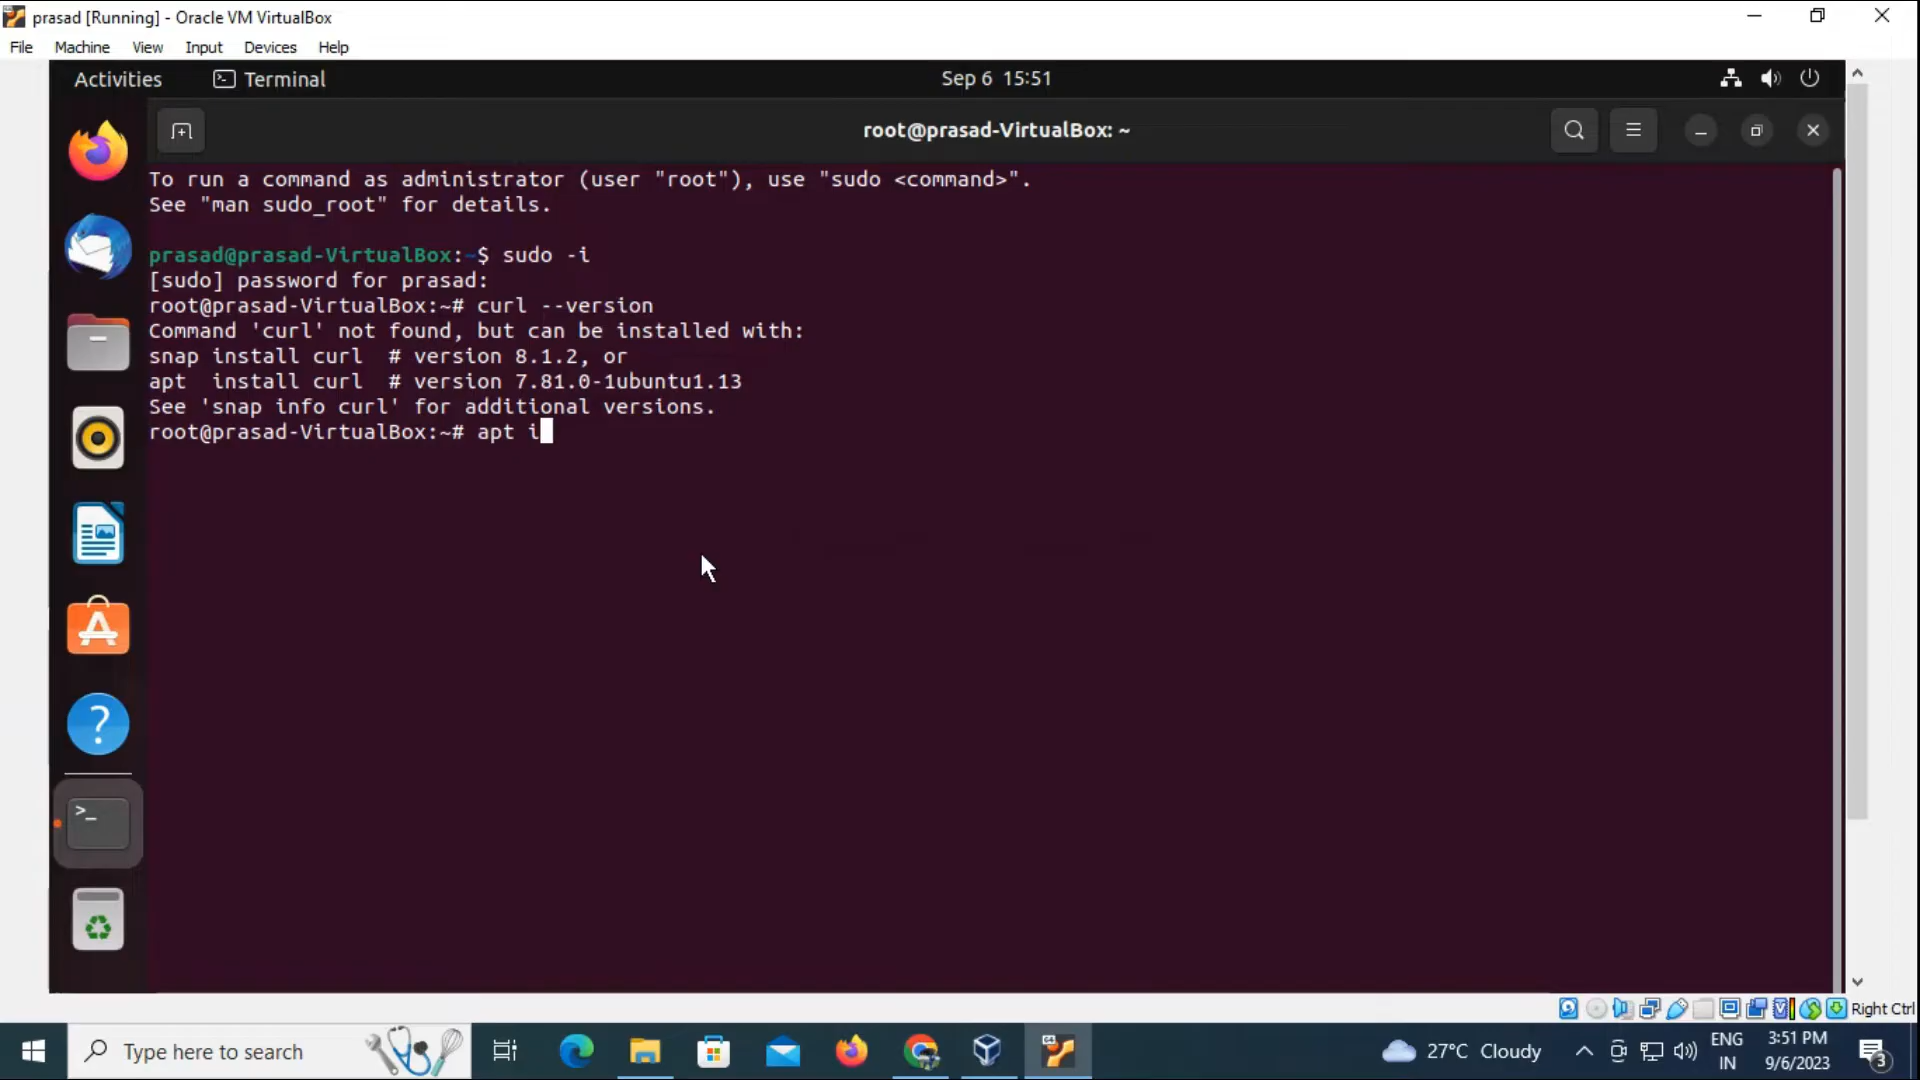 prasad [Running] - Oracle VM VirtualBox
File Machine View Input Devices Help
Activities Terminal Sep 6 15:51
root@prasad-VirtualBox: ~
To run a command as administrator (user "root"), use "sudo <command>".
See "man sudo_root" for details.
prasad@prasad-VirtualBox:~$ sudo -i
[sudo] password for prasad:
root@prasad-VirtualBox:~# curl --version
Command 'curl' not found, but can be installed with:
snap install curl  # version 8.1.2, or
apt  install curl  # version 7.81.0-1ubuntu1.13
See 'snap info curl' for additional versions.
root@prasad-VirtualBox:~# apt i
Right Ctrl
Type here to search
27°C Cloudy
ENG
IN
3:51 PM
9/6/2023
3